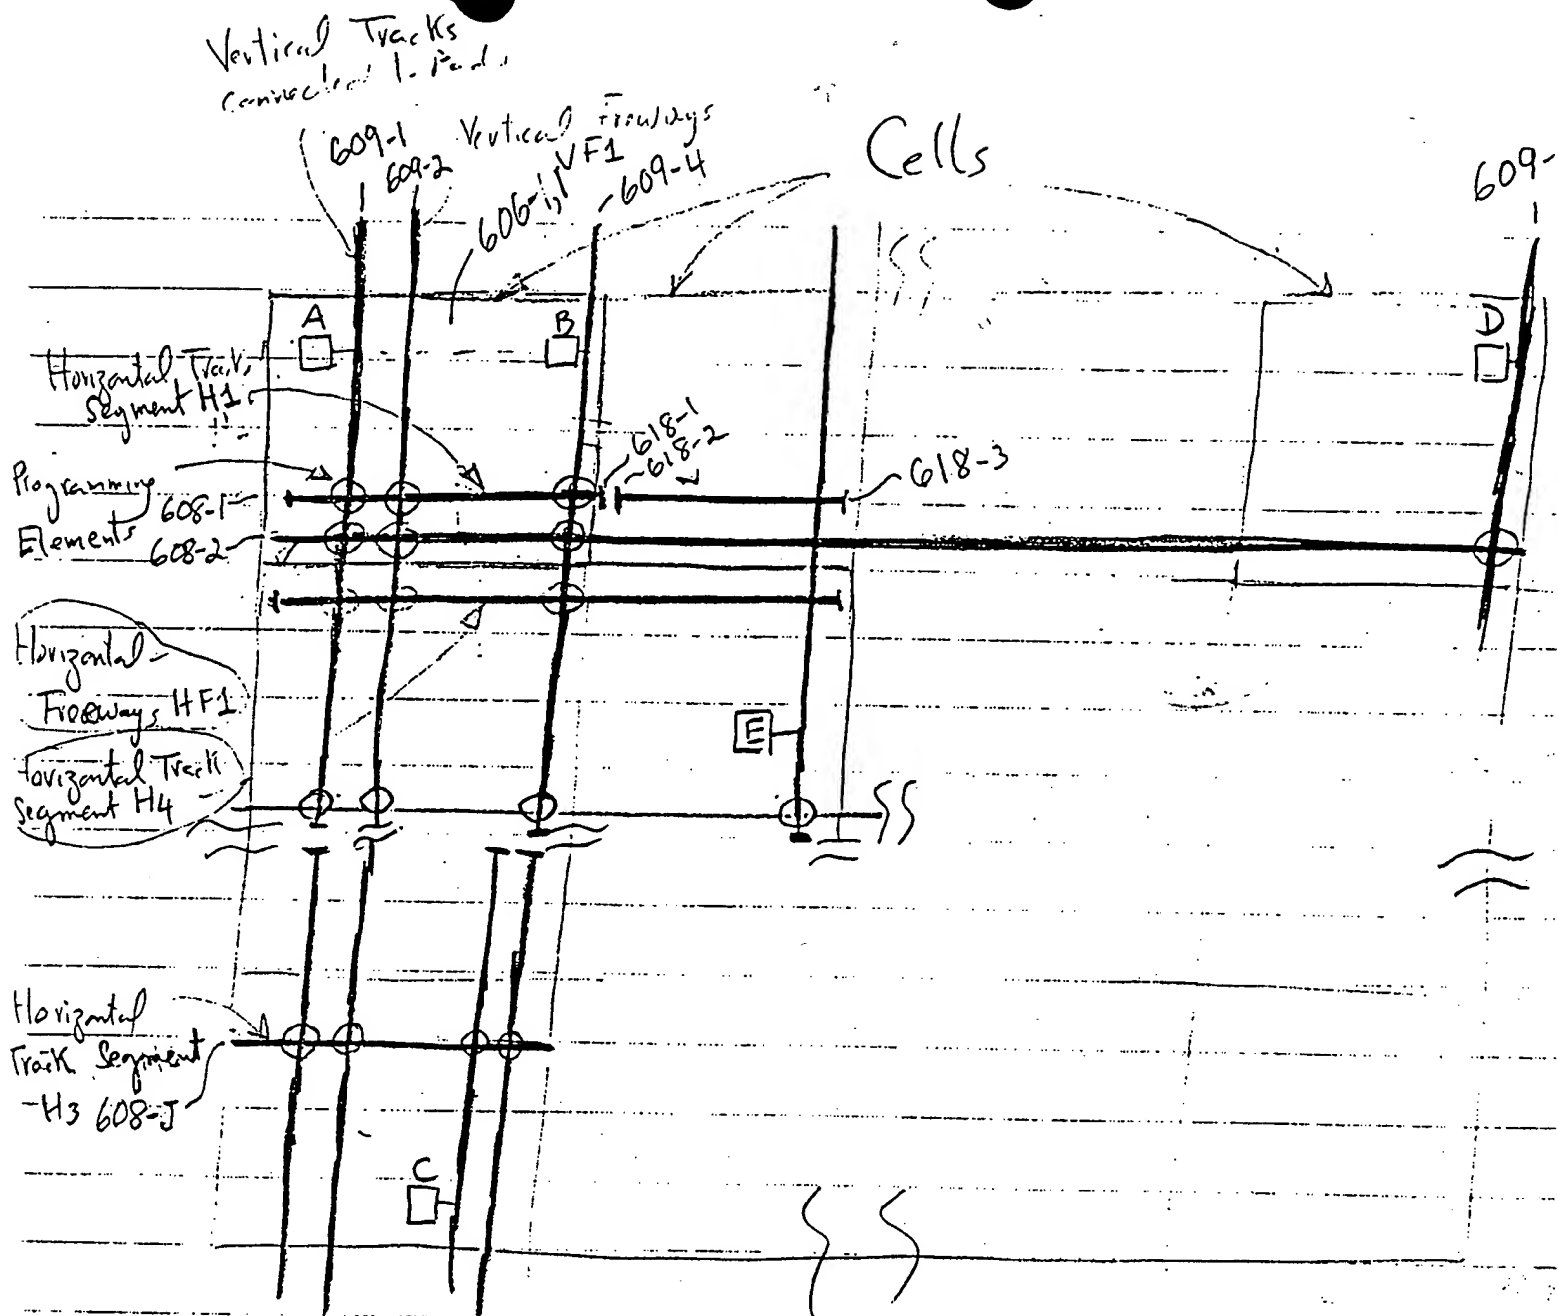 Vertical Tracks
connected to Pads
609-1
609-2
Vertical Freeways
606-1, VF1
609-4
Cells
609-
A
B
D
Horizontal Track
Segment H1
618-1
618-2
618-3
Programming
Elements
608-1
608-2
Horizontal
Freeways HF1
E
Horizontal Track
Segment H4
Horizontal
Track Segment
-H3 608-J
C